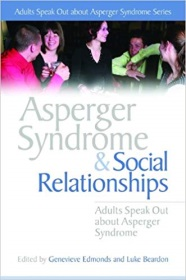 Adults Speak Out about Asperger Syndrome Series
Asperger
Syndrome
& Social
Relationships
Adults Speak Out
about Asperger
Syndrome
Edited by Genevieve Edmonds and Luke Beardon